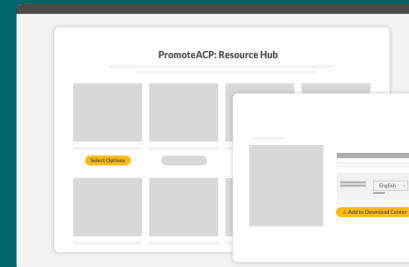 PromoteACP: Resource Hub
Select Options
English
Add to Download Center